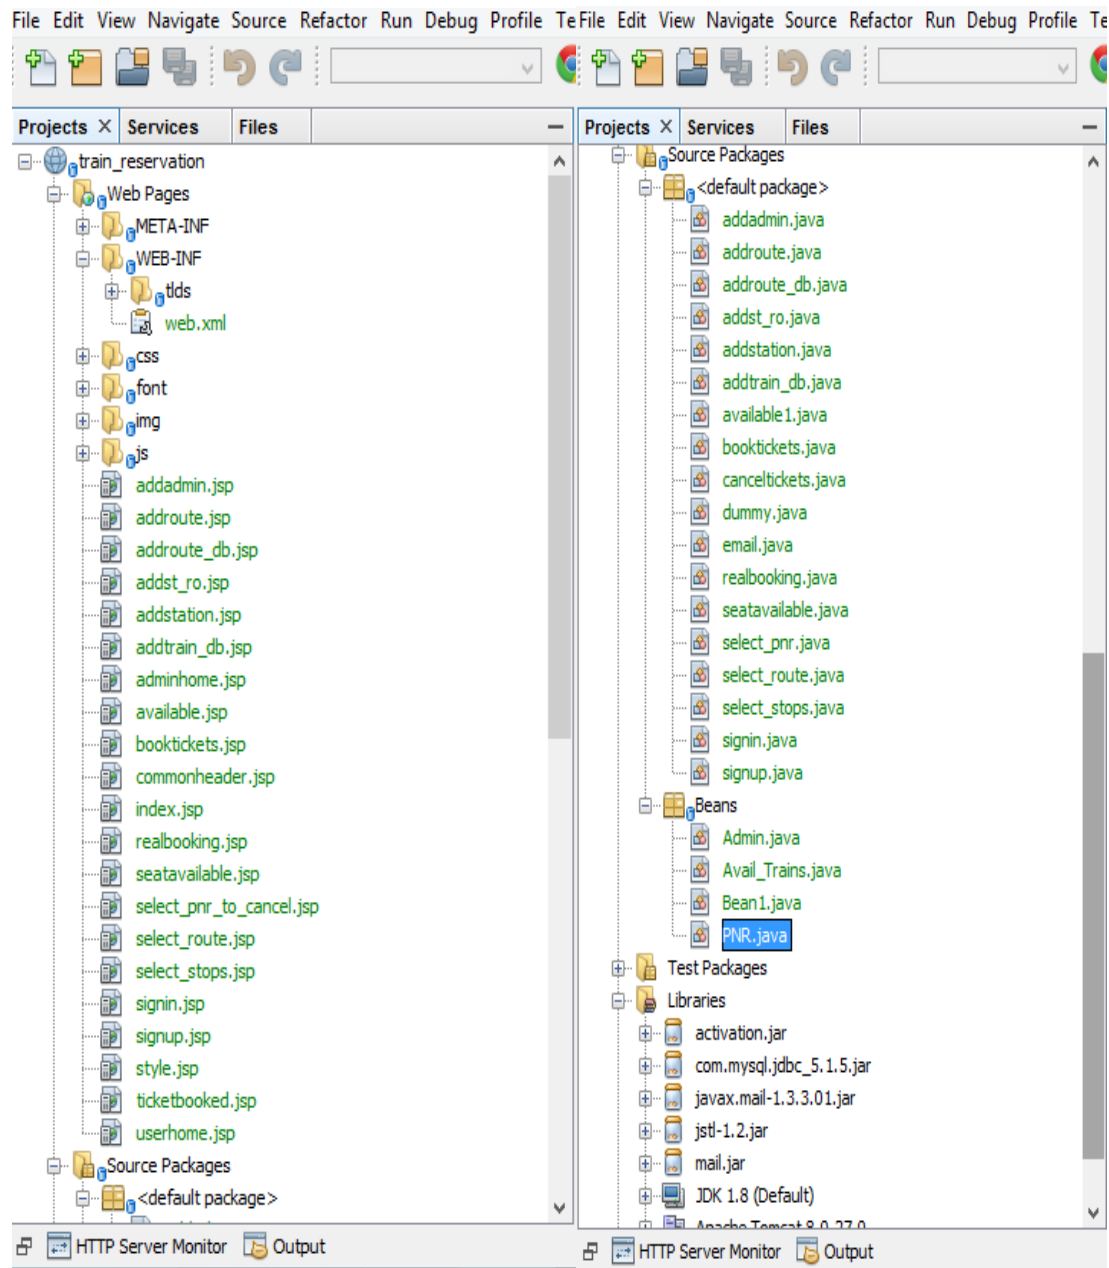 File Edit View Navigate Source Refactor Run Debug Profile Te
Projects Services Files
train_reservation
Web Pages
META-INF
WEB-INF
tlds
web.xml
css
font
img
js
addadmin.jsp
addroute.jsp
addroute_db.jsp
addst_ro.jsp
addstation.jsp
addtrain_db.jsp
adminhome.jsp
available.jsp
booktickets.jsp
commonheader.jsp
index.jsp
realbooking.jsp
seatavailable.jsp
select_pnr_to_cancel.jsp
select_route.jsp
select_stops.jsp
signin.jsp
signup.jsp
style.jsp
ticketbooked.jsp
userhome.jsp
Source Packages
<default package>
HTTP Server Monitor Output
File Edit View Navigate Source Refactor Run Debug Profile Te
Projects Services Files
Source Packages
<default package>
addadmin.java
addroute.java
addroute_db.java
addst_ro.java
addstation.java
addtrain_db.java
available1.java
booktickets.java
canceltickets.java
dummy.java
email.java
realbooking.java
seatavailable.java
select_pnr.java
select_route.java
select_stops.java
signin.java
signup.java
Beans
Admin.java
Avail_Trains.java
Bean1.java
PNR.java
Test Packages
Libraries
activation.jar
com.mysql.jdbc_5.1.5.jar
javax.mail-1.3.3.01.jar
jstl-1.2.jar
mail.jar
JDK 1.8 (Default)
Apache Tomcat 8.0.27.0
HTTP Server Monitor Output